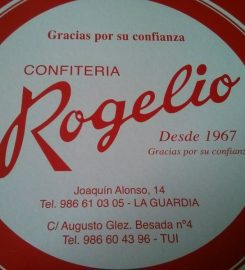 Gracias por su confianza
CONFITERIA
Rogelio
Desde 1967
Gracias por su confianz
Joaquín Alonso, 14
Tel. 986 61 03 05 - LA GUARDIA
C/ Augusto Glez. Besada nº4
Tel. 986 60 43 96 - TUI